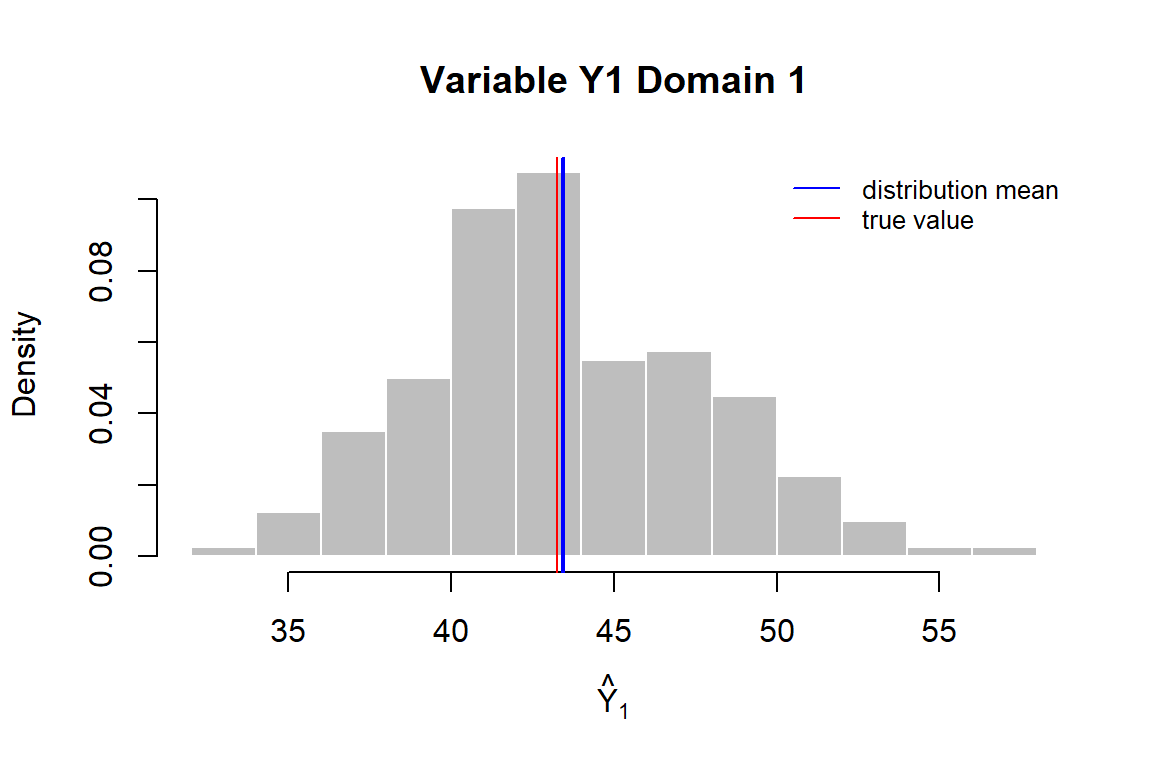 Variable Y1 Domain 1
distribution mean
true value
Density
0.08
0.04
0.00
35 40 45 50 55
Ŷ₁